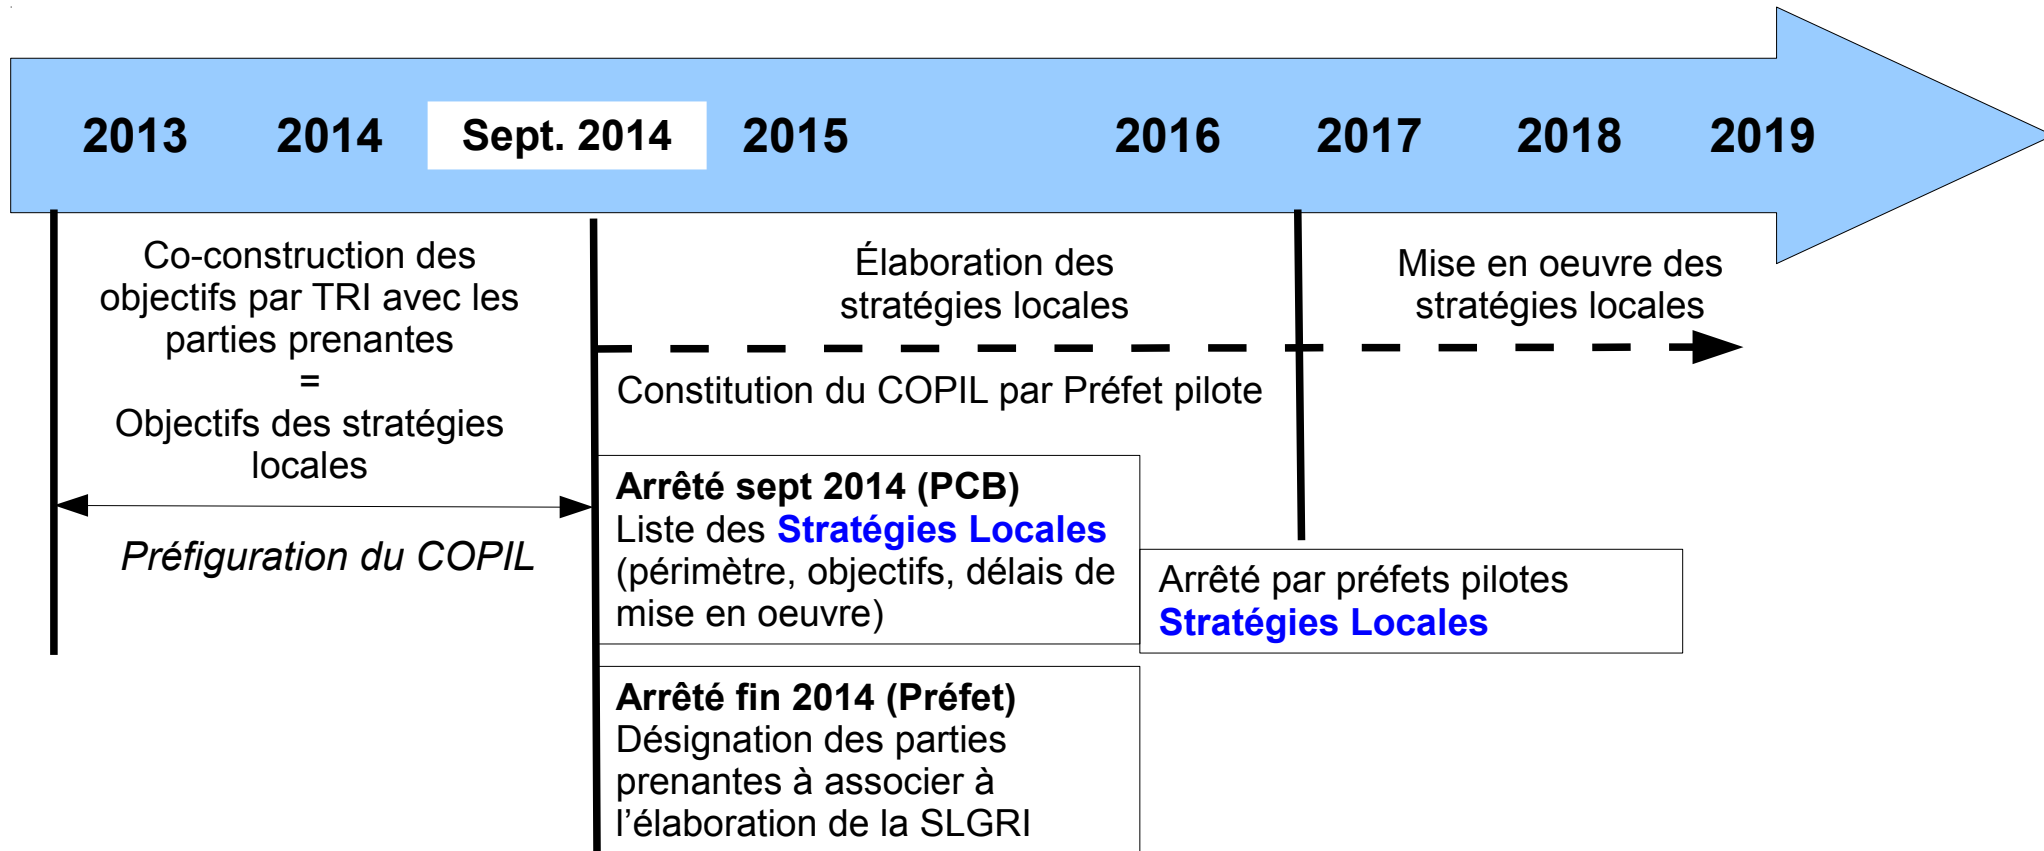 2013 2014 Sept. 2014 2015 2016 2017 2018 2019
Co-construction des
objectifs par TRI avec les
parties prenantes
=
Objectifs des stratégies
locales
Préfiguration du COPIL
Élaboration des
stratégies locales
Constitution du COPIL par Préfet pilote
Mise en oeuvre des
stratégies locales
Arrêté sept 2014 (PCB)
Liste des Stratégies Locales
(périmètre, objectifs, délais de
mise en oeuvre)
Arrêté par préfets pilotes
Stratégies Locales
Arrêté fin 2014 (Préfet)
Désignation des parties
prenantes à associer à
l’élaboration de la SLGRI